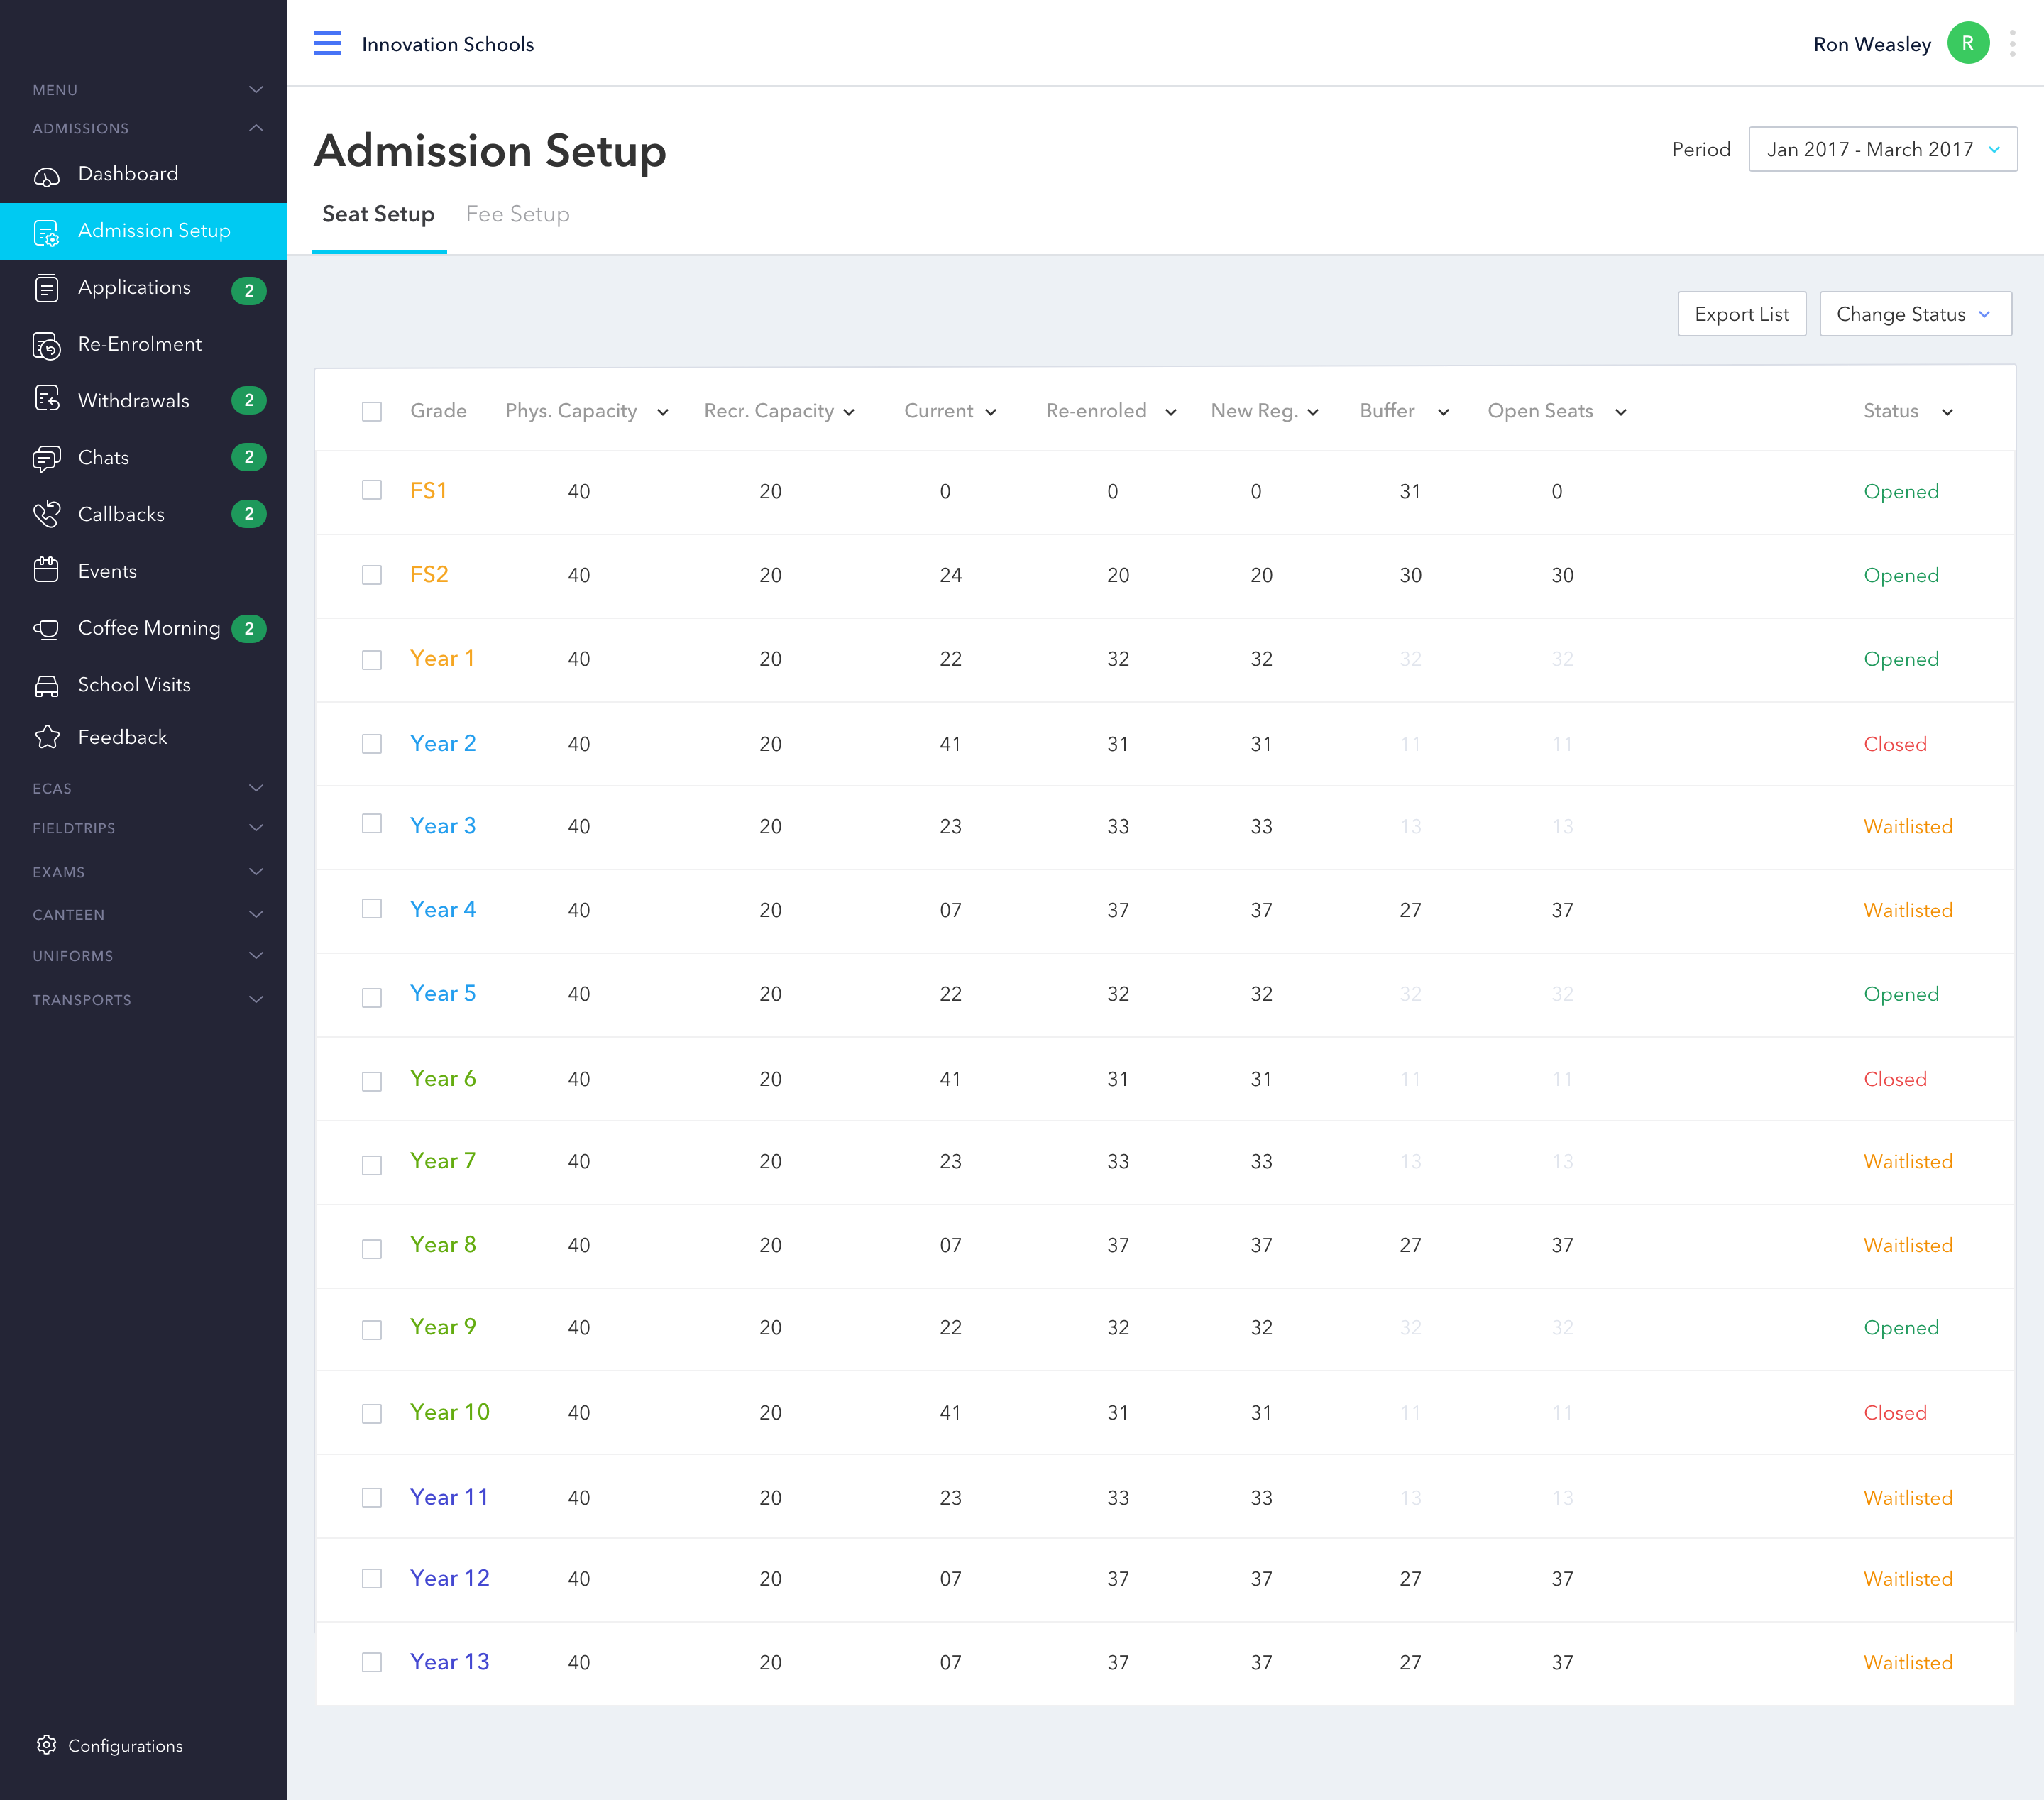 Innovation Schools
Ron Weasley R
MENU
ADMISSIONS
Dashboard
Admission Setup
Applications 2
Re-Enrolment
Withdrawals 2
Chats 2
Callbacks 2
Events
Coffee Morning 2
School Visits
Feedback
ECAS
FIELDTRIPS
EXAMS
CANTEEN
UNIFORMS
TRANSPORTS
Configurations
Admission Setup
Period Jan 2017 - March 2017
Seat Setup Fee Setup
Export List Change Status
Grade Phys. Capacity Recr. Capacity Current Re-enroled New Reg. Buffer Open Seats Status
FS1 40 20 0 0 0 31 0 Opened
FS2 40 20 24 20 20 30 30 Opened
Year 1 40 20 22 32 32 32 32 Opened
Year 2 40 20 41 31 31 11 11 Closed
Year 3 40 20 23 33 33 13 13 Waitlisted
Year 4 40 20 07 37 37 27 37 Waitlisted
Year 5 40 20 22 32 32 32 32 Opened
Year 6 40 20 41 31 31 11 11 Closed
Year 7 40 20 23 33 33 13 13 Waitlisted
Year 8 40 20 07 37 37 27 37 Waitlisted
Year 9 40 20 22 32 32 32 32 Opened
Year 10 40 20 41 31 31 11 11 Closed
Year 11 40 20 23 33 33 13 13 Waitlisted
Year 12 40 20 07 37 37 27 37 Waitlisted
Year 13 40 20 07 37 37 27 37 Waitlisted